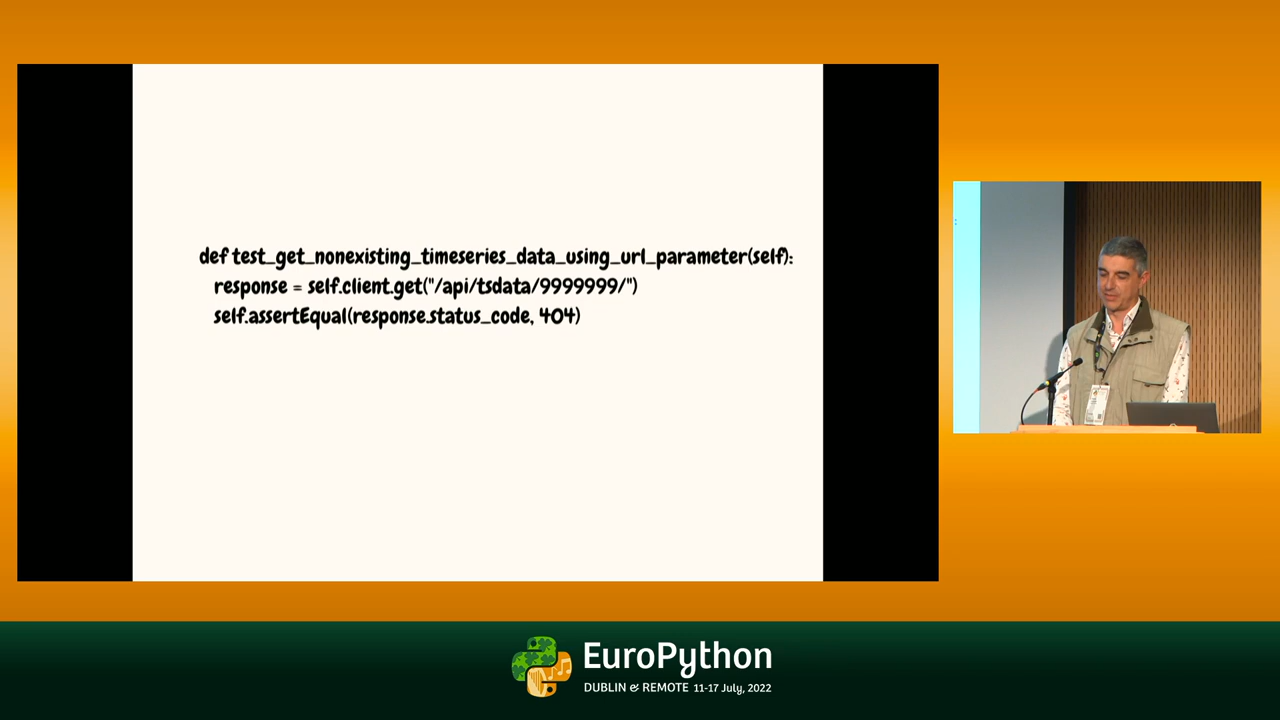 def test_get_nonexisting_timeseries_data_using_url_parameter(self):
response = self.client.get("/api/tsdata/9999999/")
self.assertEqual(response.status_code, 404)
EuroPython
DUBLIN & REMOTE 11-17 July, 2022